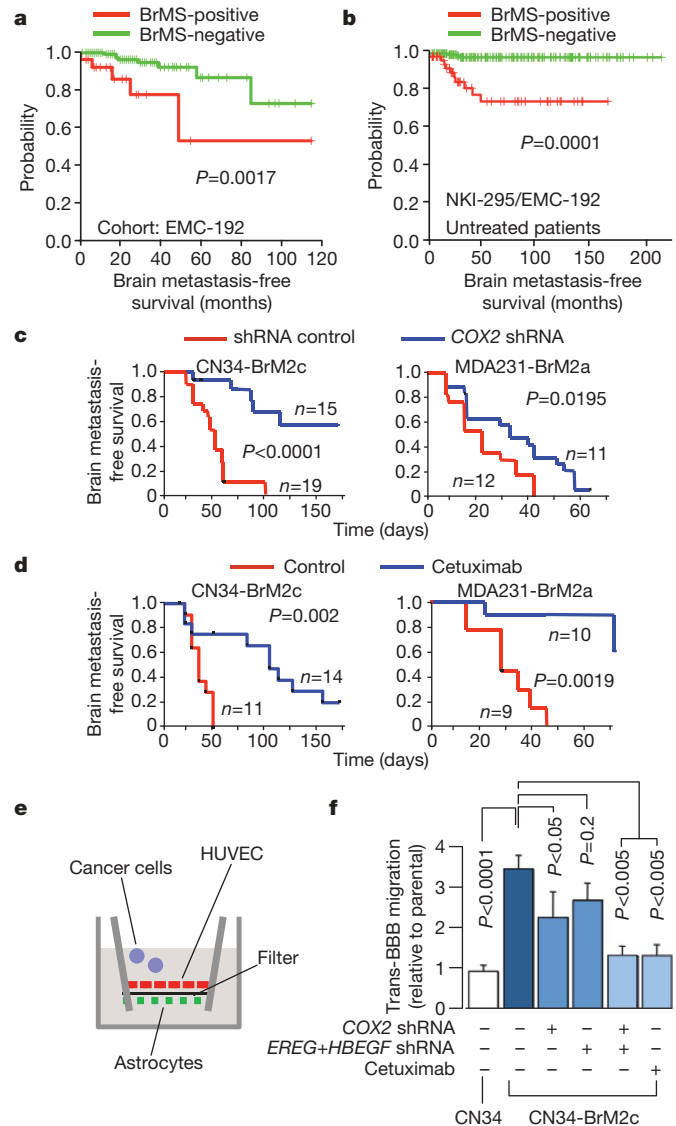 a
BrMS-positive
BrMS-negative
1.0
0.8
0.6
0.4
0.2
0.0
Probability
P=0.0017
Cohort: EMC-192
0 20 40 60 80 100 120
Brain metastasis-free
survival (months)
b
BrMS-positive
BrMS-negative
1.0
0.8
0.6
0.4
0.2
0.0
Probability
P=0.0001
NKI-295/EMC-192
Untreated patients
0 50 100 150 200
Brain metastasis-free
survival (months)
c
shRNA control
COX2 shRNA
Brain metastasis-
free survival
CN34-BrM2c
1.0
0.8
0.6
0.4
0.2
0
n=15
P<0.0001
n=19
0 50 100 150
MDA231-BrM2a
1.0
0.8
0.6
0.4
0.2
0
P=0.0195
n=11
n=12
0 20 40 60
Time (days)
d
Control
Cetuximab
Brain metastasis-
free survival
CN34-BrM2c
1.0
0.8
0.6
0.4
0.2
0
P=0.002
n=14
n=11
0 50 100 150
MDA231-BrM2a
1.0
0.8
0.6
0.4
0.2
0
n=10
P=0.0019
n=9
0 20 40 60
Time (days)
e
HUVEC
Cancer cells
Filter
Astrocytes
f
Trans-BBB migration
(relative to parental)
4
3
2
1
0
P<0.0001
P<0.05
P=0.2
P<0.005
P<0.005
COX2 shRNA – – + – + –
EREG+HBEGF shRNA – – – + + –
Cetuximab – – – – – +
CN34 CN34-BrM2c